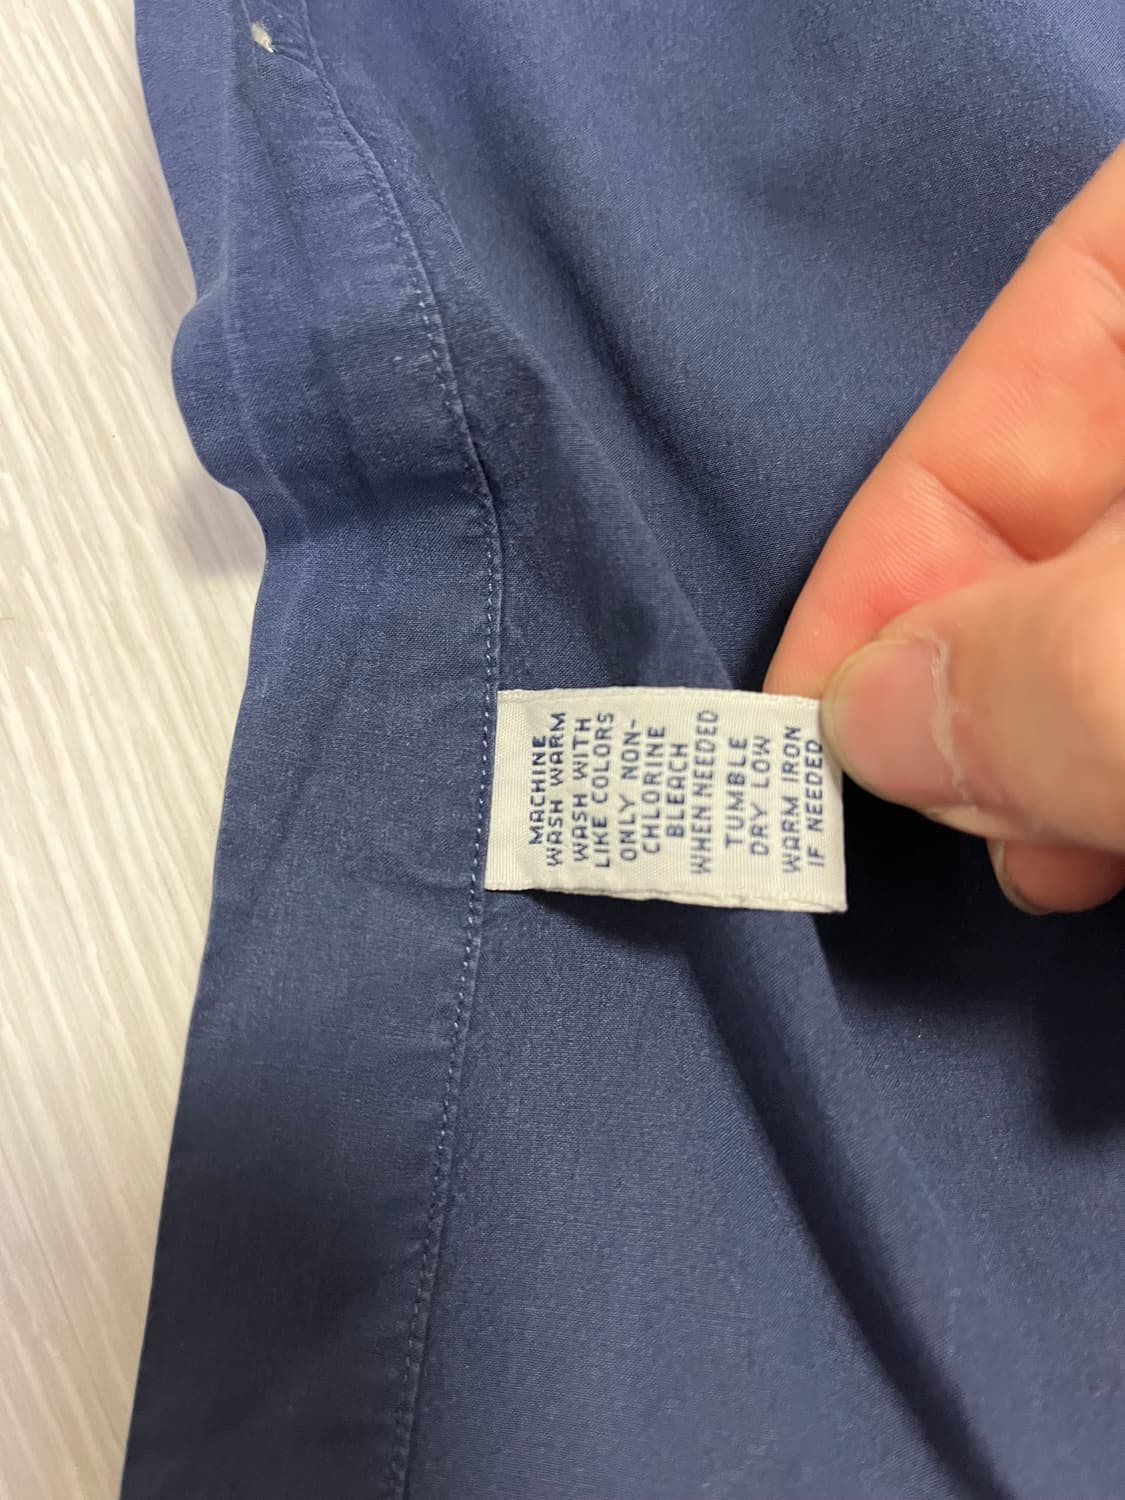 MACHINE
WASH WARM
WASH WITH
LIKE COLORS
ONLY NON-
CHLORINE
BLEACH
WHEN NEEDED
TUMBLE
DRY LOW
WARM IRON
IF NEEDED